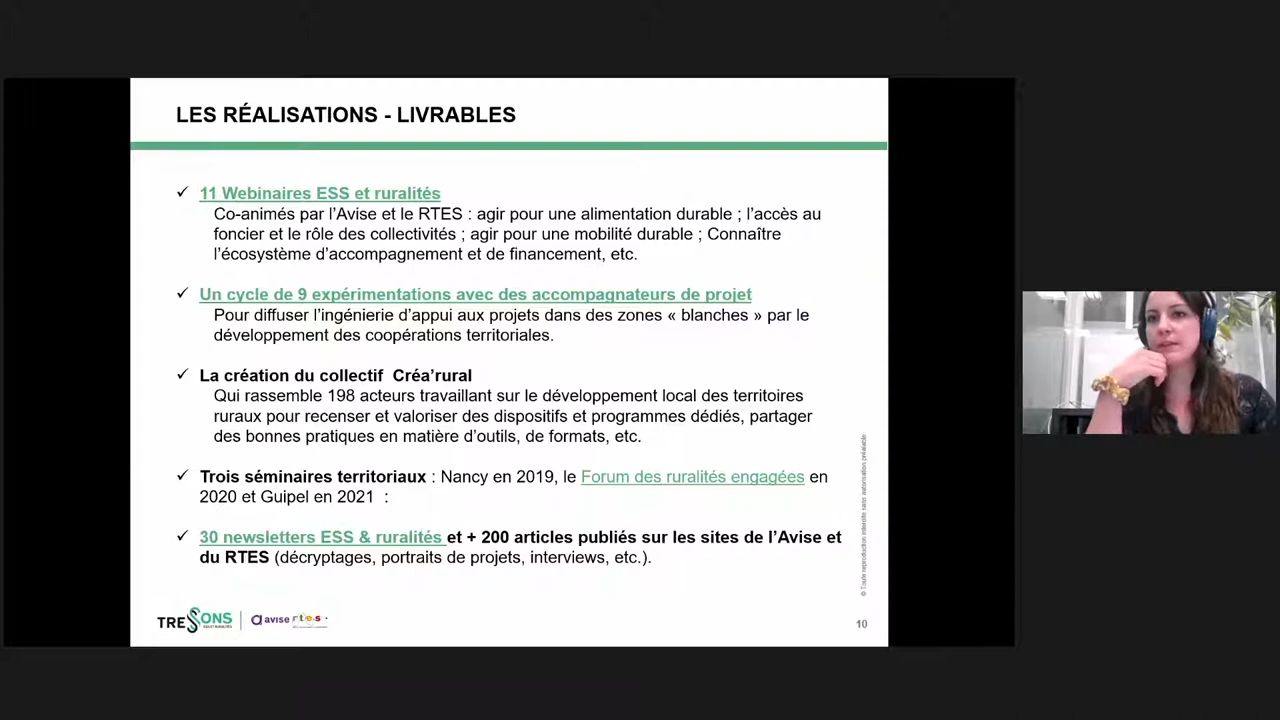 LES RÉALISATIONS - LIVRABLES
✓ 11 Webinaires ESS et ruralités
Co-animés par l’Avise et le RTES : agir pour une alimentation durable ; l’accès au
foncier et le rôle des collectivités ; agir pour une mobilité durable ; Connaître
l’écosystème d’accompagnement et de financement, etc.
✓ Un cycle de 9 expérimentations avec des accompagnateurs de projet
Pour diffuser l’ingénierie d’appui aux projets dans des zones « blanches » par le
développement des coopérations territoriales.
✓ La création du collectif Créa’rural
Qui rassemble 198 acteurs travaillant sur le développement local des territoires
ruraux pour recenser et valoriser des dispositifs et programmes dédiés, partager
des bonnes pratiques en matière d’outils, de formats, etc.
✓ Trois séminaires territoriaux : Nancy en 2019, le Forum des ruralités engagées en
2020 et Guipel en 2021 :
✓ 30 newsletters ESS & ruralités et + 200 articles publiés sur les sites de l’Avise et
du RTES (décryptages, portraits de projets, interviews, etc.).
© Toute reproduction interdite sans autorisation préalable
TRESSONS
avise rtes
10